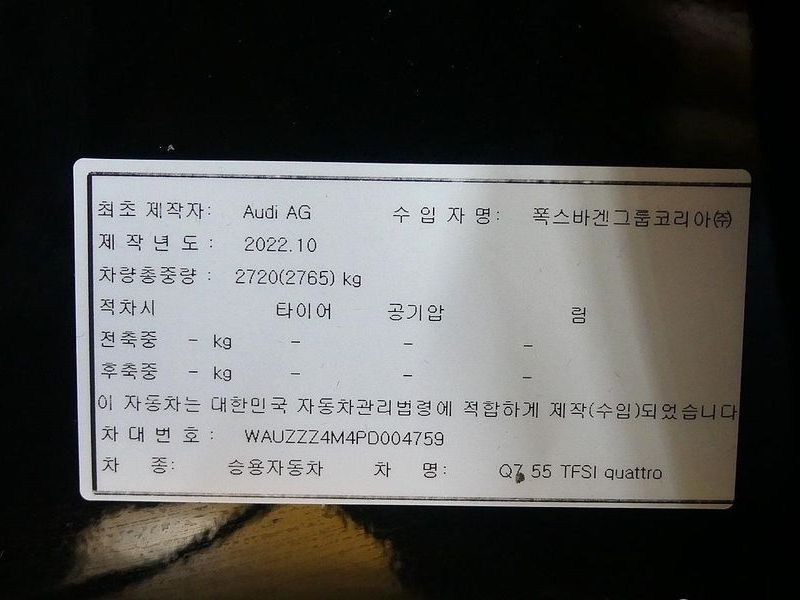 최초 제작자: Audi AG 수 입 자 명: 폭스바겐그룹코리아㈜
제 작 년 도 : 2022.10
차량총중량 : 2720(2765) kg
적차시 타이어 공기압 림
전축중 - kg - - -
후축중 - kg - - -
이 자동차는 대한민국 자동차관리법령에 적합하게 제작(수입)되었습니다
차 대 번 호 : WAUZZZ4M4PD004759
차 종: 승용자동차 차 명: Q7 55 TFSI quattro